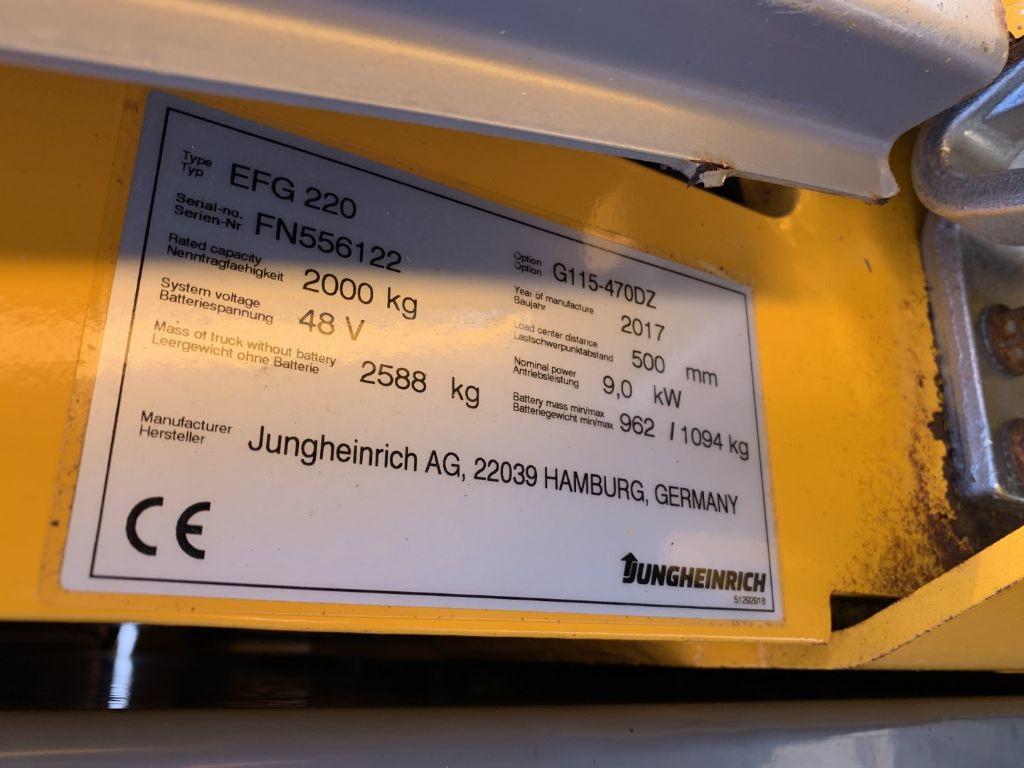 Type
Typ EFG 220
Serial-no.
Serien-Nr. FN556122
Option
Option G115-470DZ
Rated capacity
Nenntragfaehigkeit 2000 kg
Year of manufacture
Baujahr 2017
System voltage
Batteriespannung 48 V
Load center distance
Lastschwerpunktabstand 500 mm
Mass of truck without battery
Leergewicht ohne Batterie 2588 kg
Nominal power
Antriebsleistung 9,0 kW
Battery mass min/max
Batteriegewicht min/max 962 / 1094 kg
Manufacturer
Hersteller Jungheinrich AG, 22039 HAMBURG, GERMANY
CE
JUNGHEINRICH
51292918